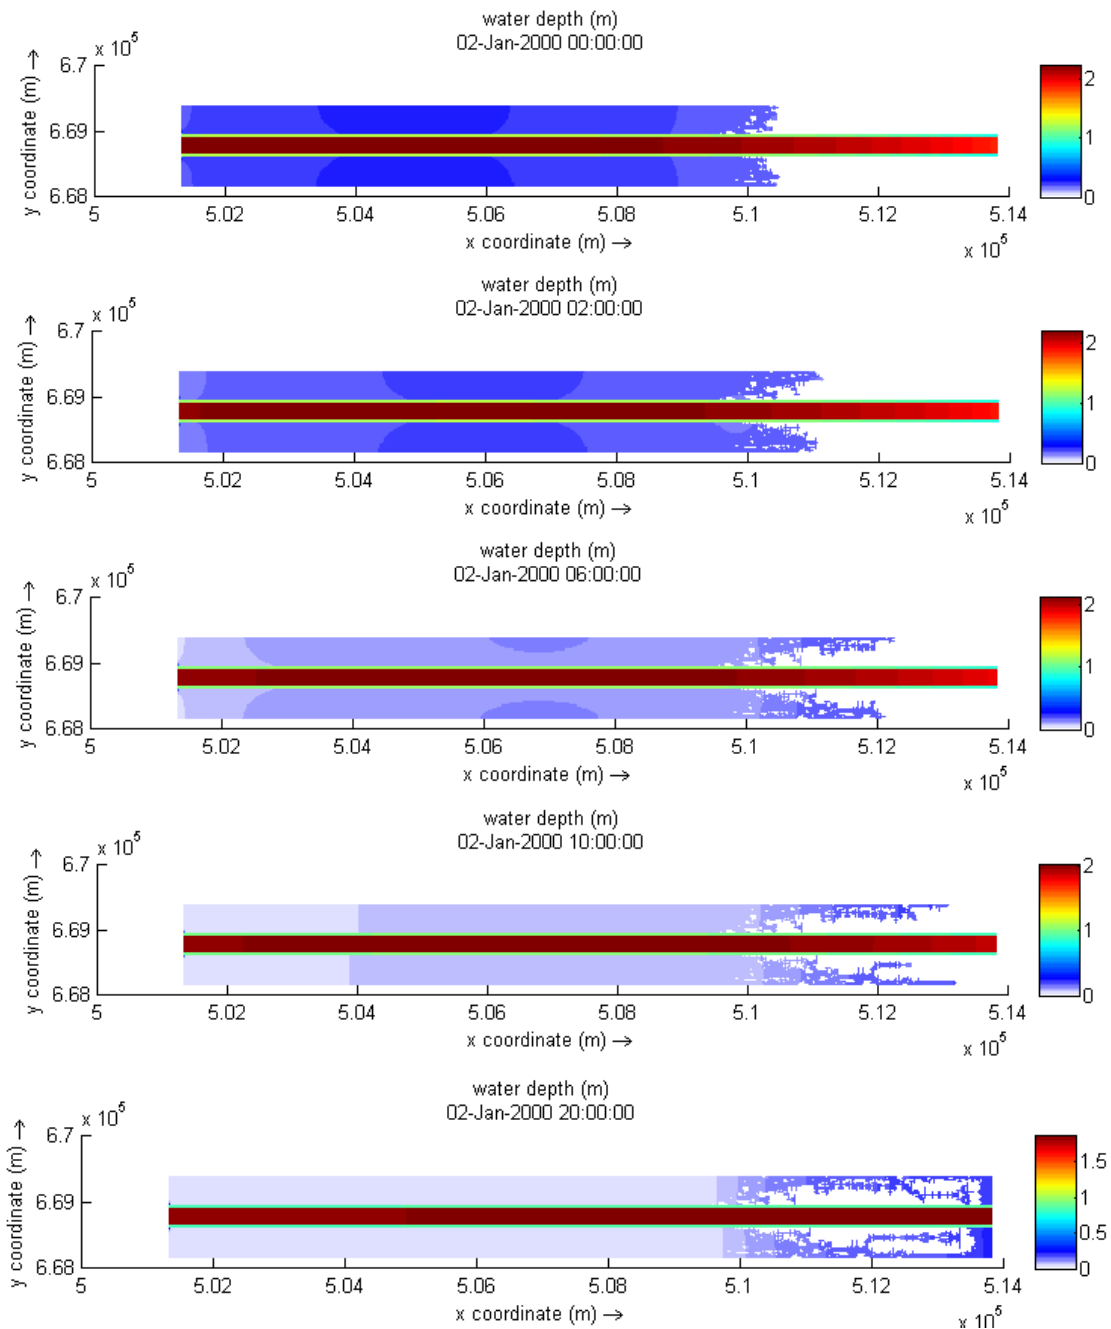 water depth (m)
02-Jan-2000 00:00:00
x 10^5
6.7
6.69
6.68
y coordinate (m) →
5 5.02 5.04 5.06 5.08 5.1 5.12 5.14
x coordinate (m) →
x 10^5
2
1
0
water depth (m)
02-Jan-2000 02:00:00
x 10^5
6.7
6.69
6.68
y coordinate (m) →
5 5.02 5.04 5.06 5.08 5.1 5.12 5.14
x coordinate (m) →
x 10^5
2
1
0
water depth (m)
02-Jan-2000 06:00:00
x 10^5
6.7
6.69
6.68
y coordinate (m) →
5 5.02 5.04 5.06 5.08 5.1 5.12 5.14
x coordinate (m) →
x 10^5
2
1
0
water depth (m)
02-Jan-2000 10:00:00
x 10^5
6.7
6.69
6.68
y coordinate (m) →
5 5.02 5.04 5.06 5.08 5.1 5.12 5.14
x coordinate (m) →
x 10^5
2
1
0
water depth (m)
02-Jan-2000 20:00:00
x 10^5
6.7
6.69
6.68
y coordinate (m) →
5 5.02 5.04 5.06 5.08 5.1 5.12 5.14
x coordinate (m) →
x 10^5
1.5
1
0.5
0